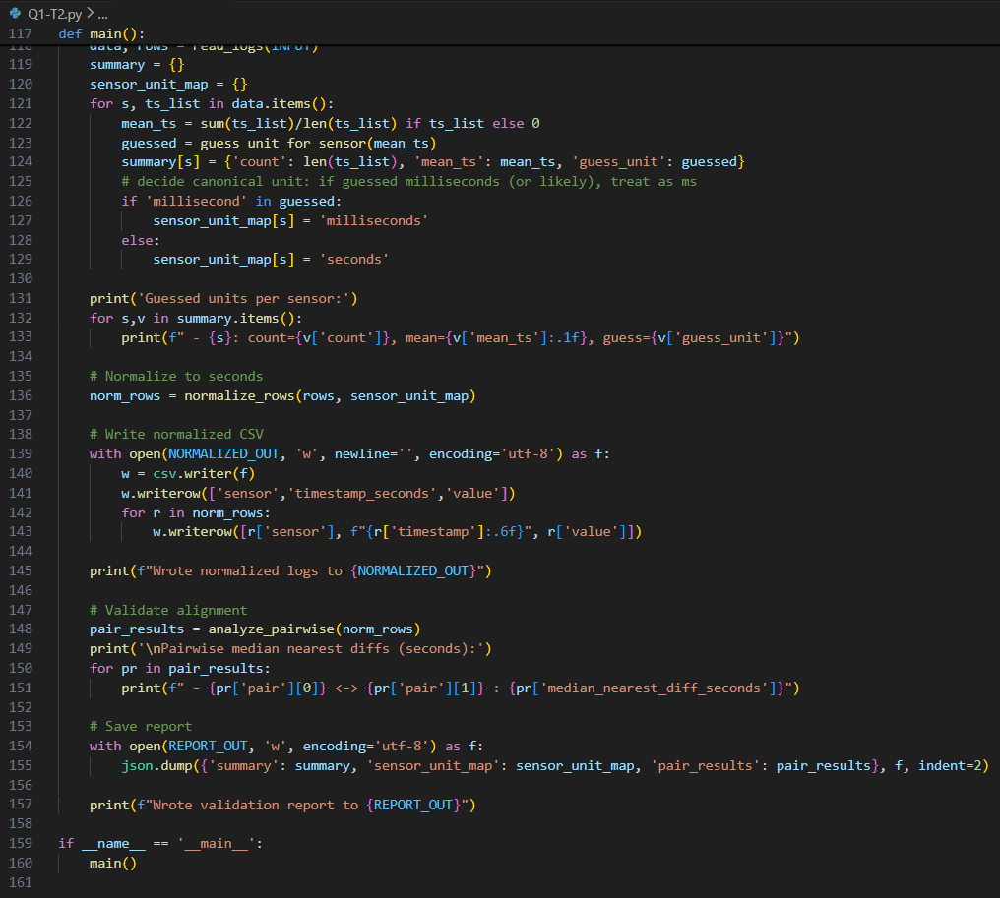 Q1-T2.py > ...
117 def main():
118 data, rows = read_logs(INPUT)
119 summary = {}
120 sensor_unit_map = {}
121 for s, ts_list in data.items():
122 mean_ts = sum(ts_list)/len(ts_list) if ts_list else 0
123 guessed = guess_unit_for_sensor(mean_ts)
124 summary[s] = {'count': len(ts_list), 'mean_ts': mean_ts, 'guess_unit': guessed}
125 # decide canonical unit: if guessed milliseconds (or likely), treat as ms
126 if 'millisecond' in guessed:
127 sensor_unit_map[s] = 'milliseconds'
128 else:
129 sensor_unit_map[s] = 'seconds'
130
131 print('Guessed units per sensor:')
132 for s,v in summary.items():
133 print(f" - {s}: count={v['count']}, mean={v['mean_ts']:.1f}, guess={v['guess_unit']}")
134
135 # Normalize to seconds
136 norm_rows = normalize_rows(rows, sensor_unit_map)
137
138 # Write normalized CSV
139 with open(NORMALIZED_OUT, 'w', newline='', encoding='utf-8') as f:
140 w = csv.writer(f)
141 w.writerow(['sensor','timestamp_seconds','value'])
142 for r in norm_rows:
143 w.writerow([r['sensor'], f"{r['timestamp']:.6f}", r['value']])
144
145 print(f"Wrote normalized logs to {NORMALIZED_OUT}")
146
147 # Validate alignment
148 pair_results = analyze_pairwise(norm_rows)
149 print('\nPairwise median nearest diffs (seconds):')
150 for pr in pair_results:
151 print(f" - {pr['pair'][0]} <-> {pr['pair'][1]} : {pr['median_nearest_diff_seconds']}")
152
153 # Save report
154 with open(REPORT_OUT, 'w', encoding='utf-8') as f:
155 json.dump({'summary': summary, 'sensor_unit_map': sensor_unit_map, 'pair_results': pair_results}, f, indent=2)
156
157 print(f"Wrote validation report to {REPORT_OUT}")
158
159 if __name__ == '__main__':
160 main()
161